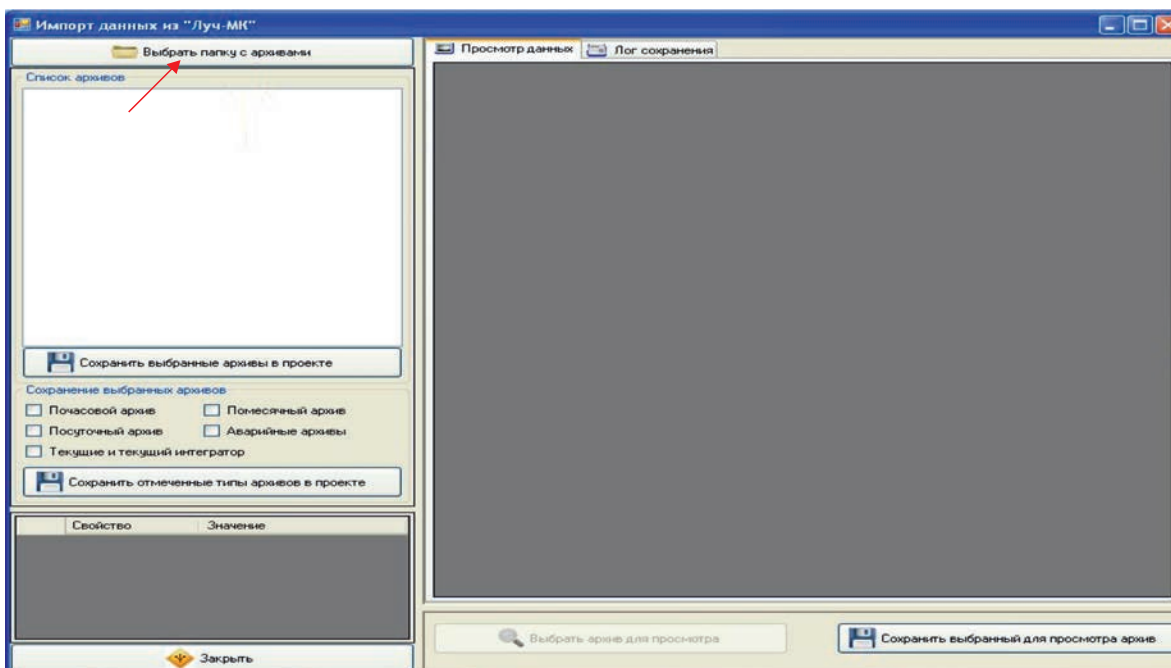 Импорт данных из "Луч-МК"
Выбрать папку с архивами
Список архивов
Сохранить выбранные архивы в проекте
Сохранение выбранных архивов
Почасовой архив
Помесячный архив
Посуточный архив
Аварийные архивы
Текущие и текущий интегратор
Сохранить отмеченные типы архивов в проекте
Свойство
Значение
Закрыть
Просмотр данных
Лог сохранения
Выбрать архив для просмотра
Сохранить выбранный для просмотра архив